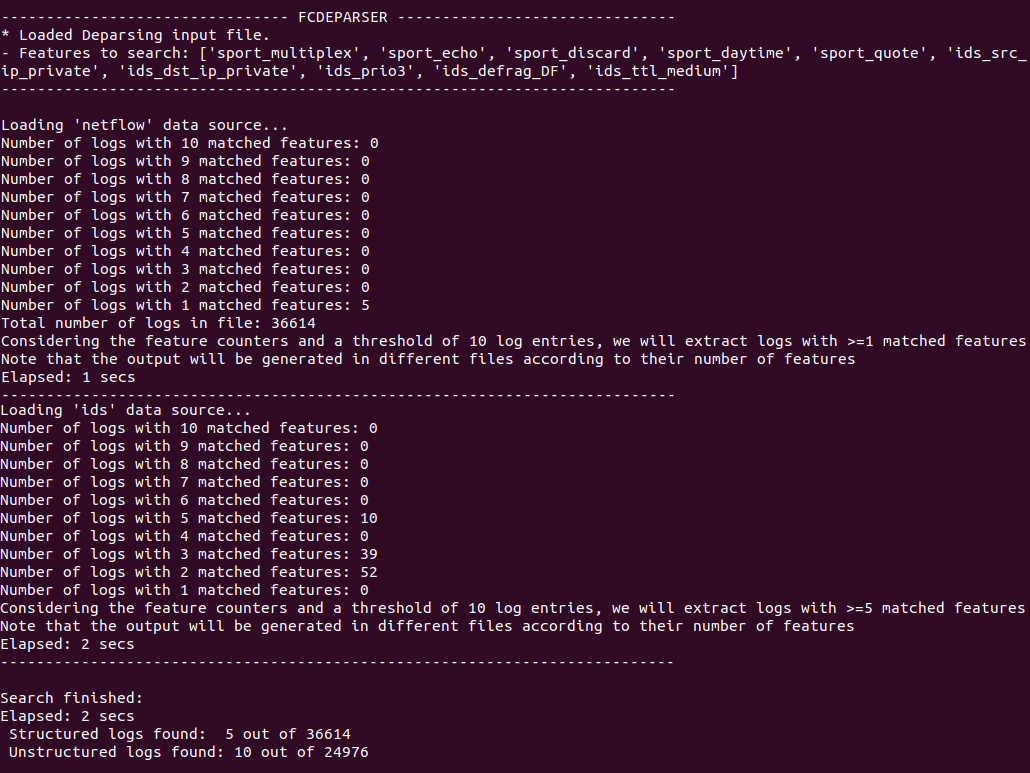 -------------------------------- FCDEPARSER -------------------------------
* Loaded Deparsing input file.
- Features to search: ['sport_multiplex', 'sport_echo', 'sport_discard', 'sport_daytime', 'sport_quote', 'ids_src_
ip_private', 'ids_dst_ip_private', 'ids_prio3', 'ids_defrag_DF', 'ids_ttl_medium']
---------------------------------------------------------------------------
Loading 'netflow' data source...
Number of logs with 10 matched features: 0
Number of logs with 9 matched features: 0
Number of logs with 8 matched features: 0
Number of logs with 7 matched features: 0
Number of logs with 6 matched features: 0
Number of logs with 5 matched features: 0
Number of logs with 4 matched features: 0
Number of logs with 3 matched features: 0
Number of logs with 2 matched features: 0
Number of logs with 1 matched features: 5
Total number of logs in file: 36614
Considering the feature counters and a threshold of 10 log entries, we will extract logs with >=1 matched features
Note that the output will be generated in different files according to their number of features
Elapsed: 1 secs
---------------------------------------------------------------------------
Loading 'ids' data source...
Number of logs with 10 matched features: 0
Number of logs with 9 matched features: 0
Number of logs with 8 matched features: 0
Number of logs with 7 matched features: 0
Number of logs with 6 matched features: 0
Number of logs with 5 matched features: 10
Number of logs with 4 matched features: 0
Number of logs with 3 matched features: 39
Number of logs with 2 matched features: 52
Number of logs with 1 matched features: 0
Considering the feature counters and a threshold of 10 log entries, we will extract logs with >=5 matched features
Note that the output will be generated in different files according to their number of features
Elapsed: 2 secs
---------------------------------------------------------------------------
Search finished:
Elapsed: 2 secs
 Structured logs found:  5 out of 36614
 Unstructured logs found: 10 out of 24976